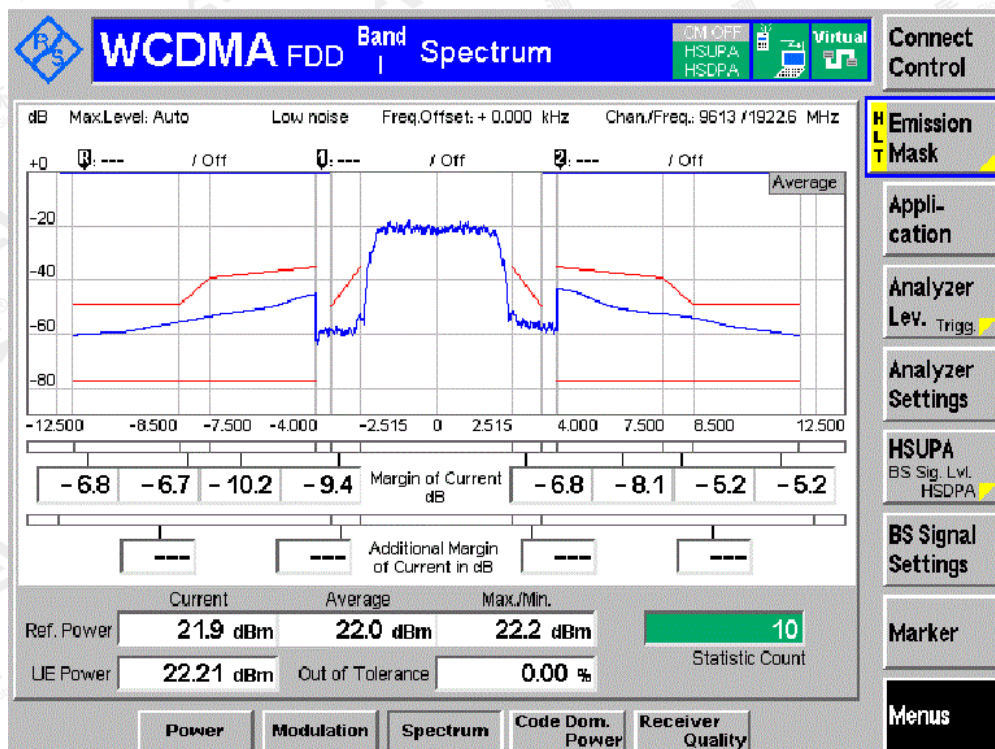 R/S
WCDMA FDD Band I Spectrum
CM OFF
HSUPA
HSDPA
Virtual
Connect Control
dB Max.Level: Auto Low noise Freq.Offset: + 0.000 kHz Chan./Freq.: 9613 /1922.6 MHz
R: --- / Off 1: --- / Off 2: --- / Off
Average
+0
-20
-40
-60
-80
-12.500 -8.500 -7.500 -4.000 -2.515 0 2.515 4.000 7.500 8.500 12.500
-6.8 -6.7 -10.2 -9.4 Margin of Current dB -6.8 -8.1 -5.2 -5.2
--- --- Additional Margin of Current in dB --- ---
Current Average Max./Min.
Ref. Power 21.9 dBm 22.0 dBm 22.2 dBm
10
Statistic Count
UE Power 22.21 dBm Out of Tolerance 0.00 %
Power Modulation Spectrum Code Dom. Power Receiver Quality
HLT
Emission Mask
Appli-
cation
Analyzer
Lev. Trigg.
Analyzer
Settings
HSUPA
BS Sig. Lvl.
HSDPA
BS Signal
Settings
Marker
Menus